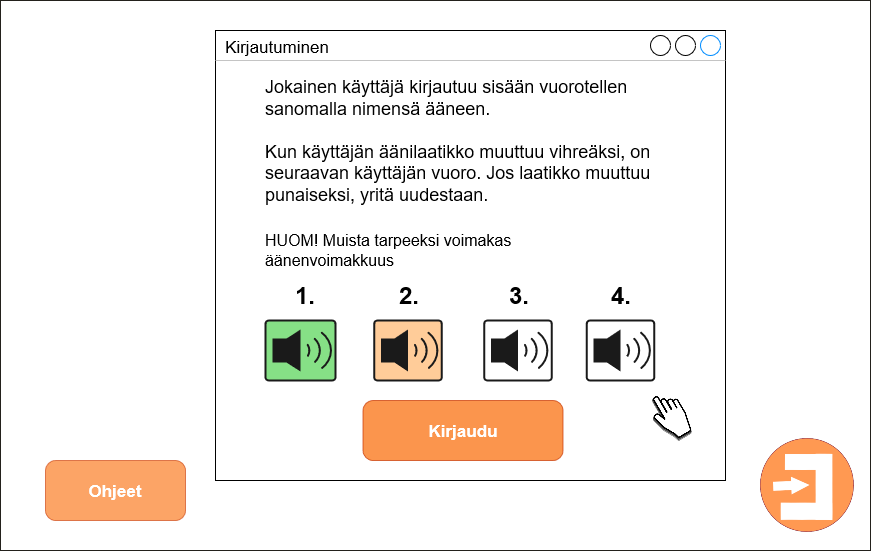 Kirjautuminen
Jokainen käyttäjä kirjautuu sisään vuorotellen
sanomalla nimensä ääneen.
Kun käyttäjän äänilaatikko muuttuu vihreäksi, on
seuraavan käyttäjän vuoro. Jos laatikko muuttuu
punaiseksi, yritä uudestaan.
HUOM! Muista tarpeeksi voimakas
äänenvoimakkuus
1. 2. 3. 4.
Kirjaudu
Ohjeet